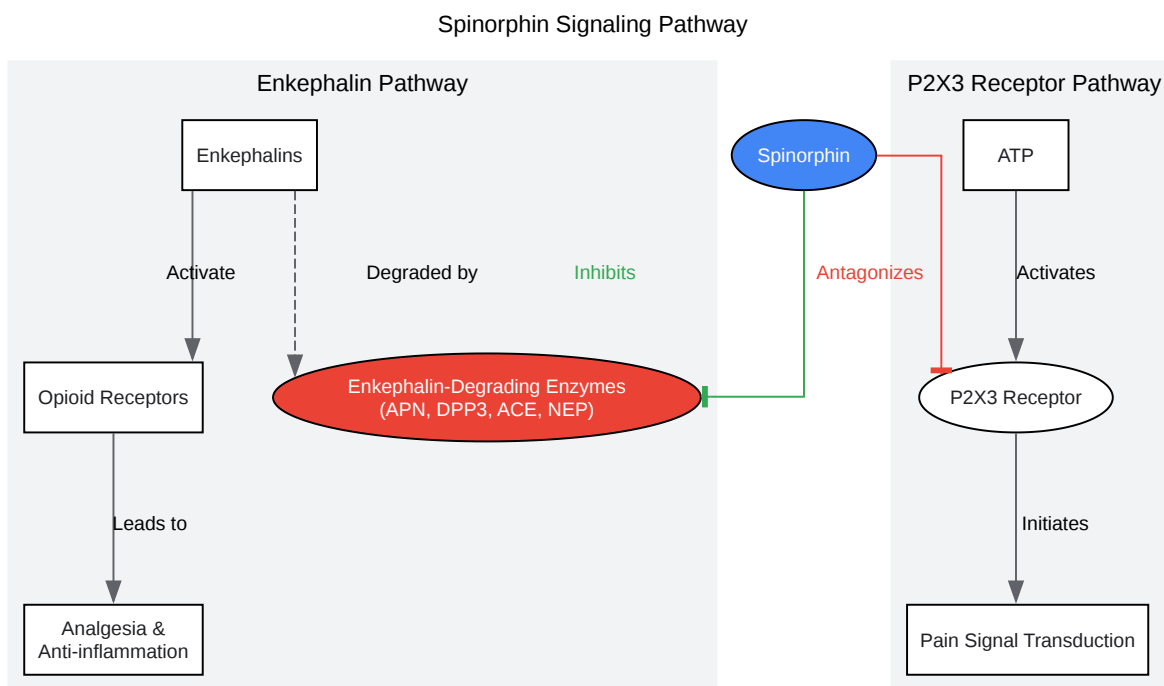 Spinorphin Signaling Pathway
Enkephalin Pathway
P2X3 Receptor Pathway
Enkephalins
Spinorphin
ATP
Activate
Degraded by
Inhibits
Antagonizes
Activates
Opioid Receptors
Enkephalin-Degrading Enzymes
(APN, DPP3, ACE, NEP)
P2X3 Receptor
Leads to
Initiates
Analgesia &
Anti-inflammation
Pain Signal Transduction